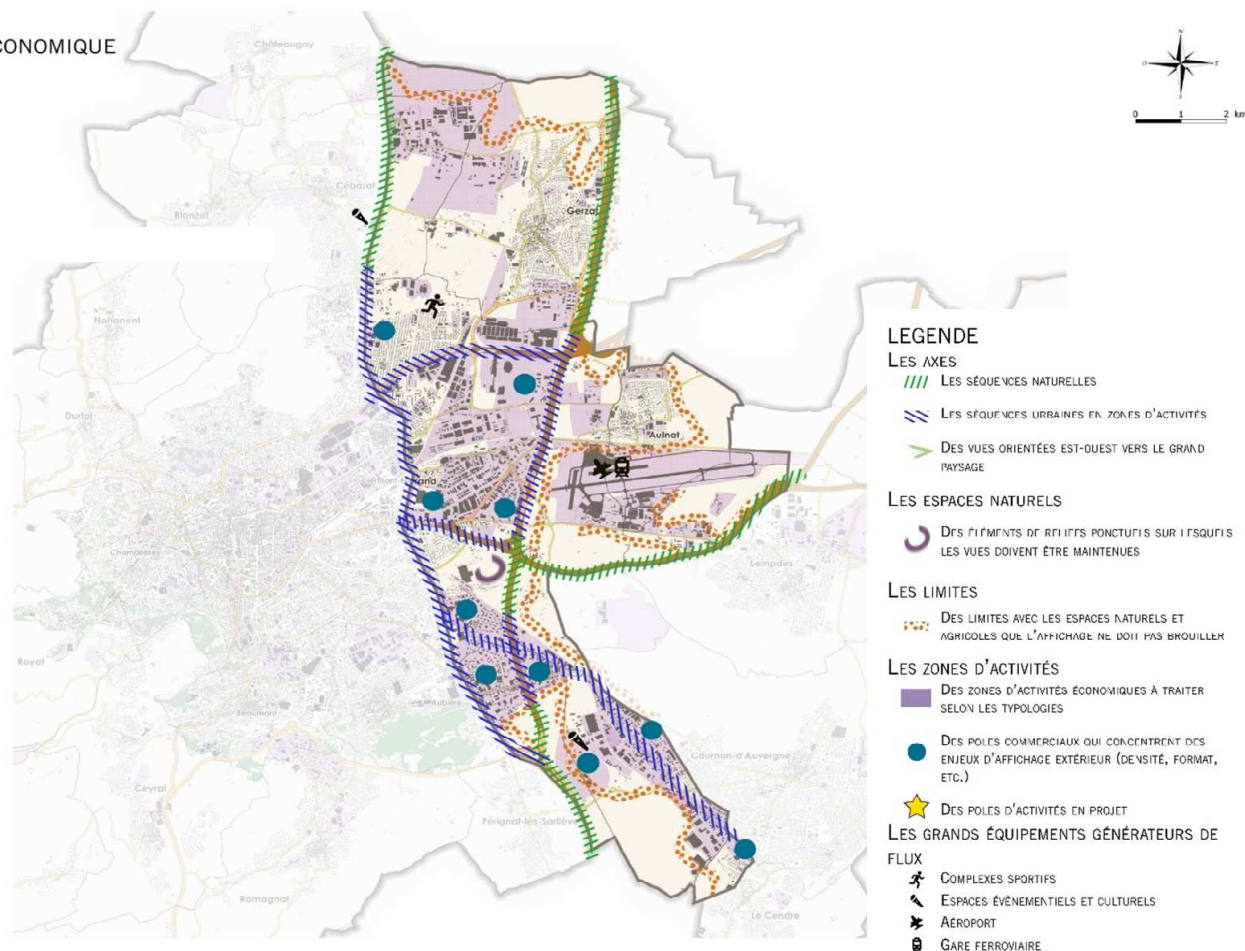 CONOMIQUE
Châteaugay
Cébazat
Blanzat
Gerzat
Nohanent
Durtol
Aulnat
Chamalières
Lempdes
Royat
Beaumont
Aubière
Cournon-d'Auvergne
Ceyrat
Pérignat-lès-Sarliève
Romagnat
Le Cendre
0 1 2 km
LEGENDE
LES AXES
LES SÉQUENCES NATURELLES
LES SÉQUENCES URBAINES EN ZONES D'ACTIVITÉS
DES VUES ORIENTÉES EST-OUEST VERS LE GRAND
PAYSAGE
LES ESPACES NATURELS
DES ÉLÉMENTS DE RELIEFS PONCTUELS SUR LESQUELS
LES VUES DOIVENT ÊTRE MAINTENUES
LES LIMITES
DES LIMITES AVEC LES ESPACES NATURELS ET
AGRICOLES QUE L'AFFICHAGE NE DOIT PAS BROUILLER
LES ZONES D'ACTIVITÉS
DES ZONES D'ACTIVITÉS ÉCONOMIQUES À TRAITER
SELON LES TYPOLOGIES
DES POLES COMMERCIAUX QUI CONCENTRENT DES
ENJEUX D'AFFICHAGE EXTÉRIEUR (DENSITÉ, FORMAT,
ETC.)
DES POLES D'ACTIVITÉS EN PROJET
LES GRANDS ÉQUIPEMENTS GÉNÉRATEURS DE
FLUX
COMPLEXES SPORTIFS
ESPACES ÉVÈNEMENTIELS ET CULTURELS
AÉROPORT
GARE FERROVIAIRE